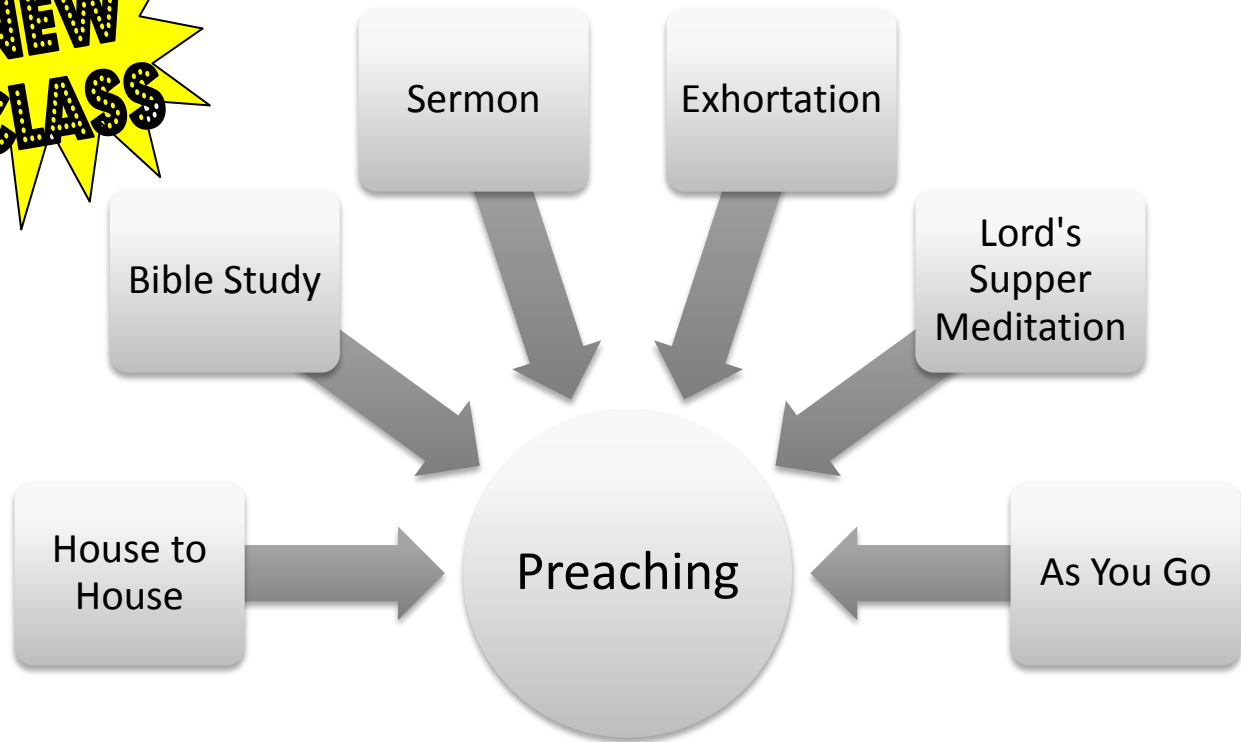 NEW
CLASS
Sermon
Exhortation
Bible Study
Lord's
Supper
Meditation
House to
House
Preaching
As You Go